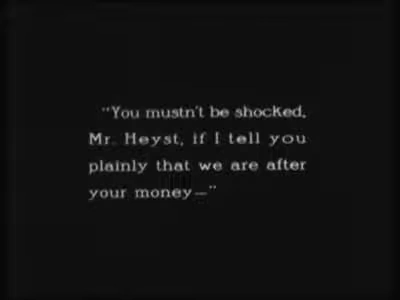 "You mustn't be shocked,
Mr. Heyst, if I tell you
plainly that we are after
your money—"